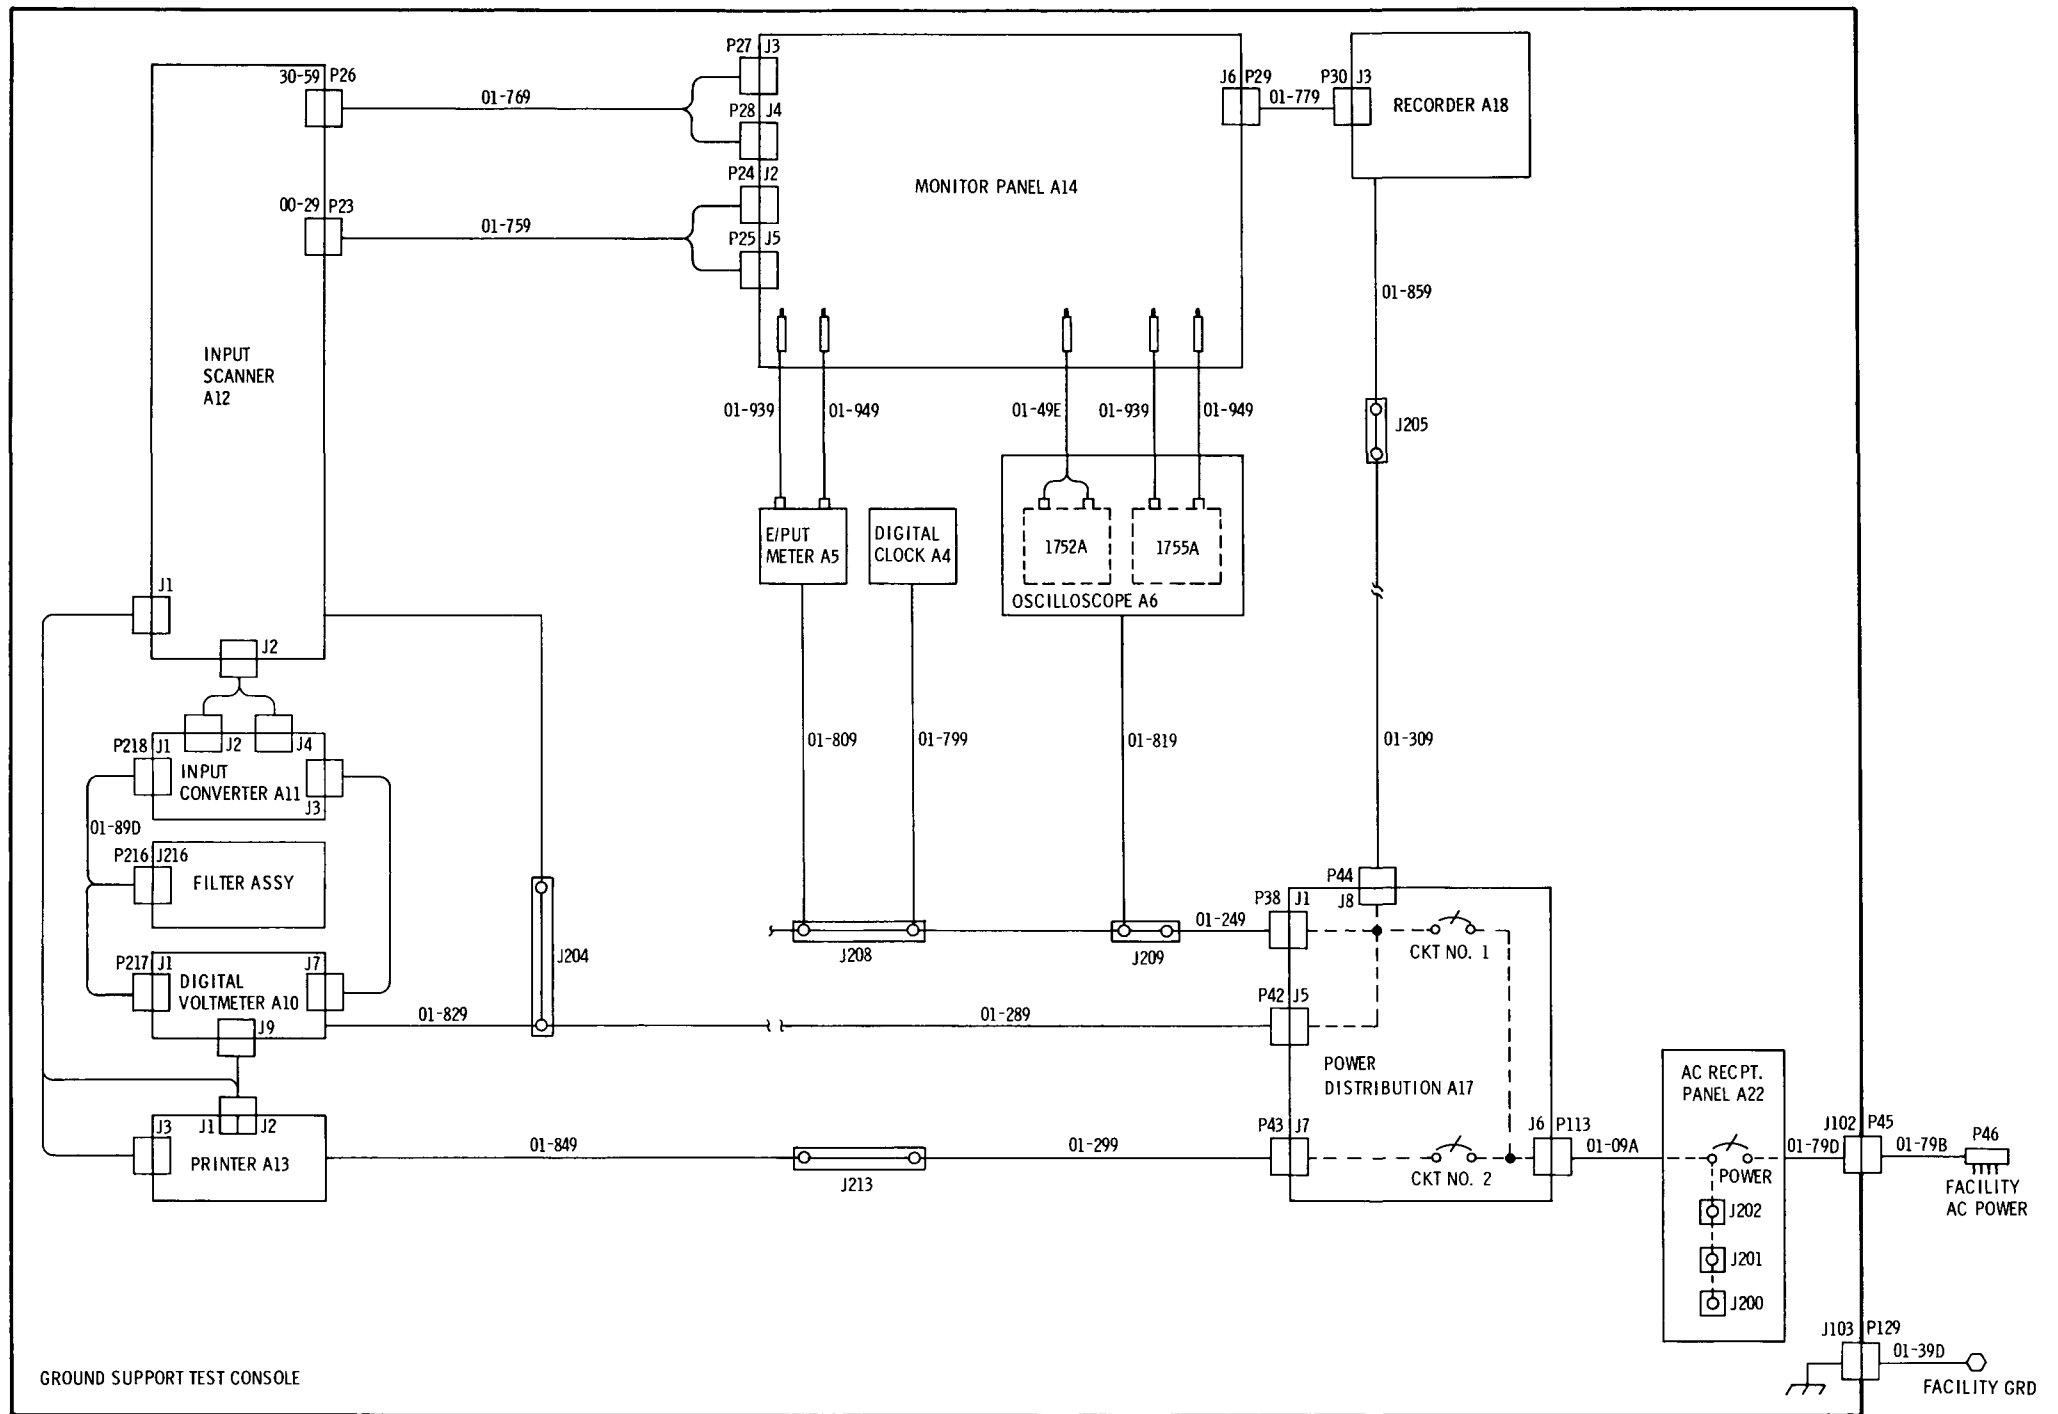 P27 J3
30-59 P26
01-769
P28 J4
J6 P29
01-779
P30 J3
RECORDER A18
P24 J2
MONITOR PANEL A14
00-29 P23
01-759
P25 J5
01-859
INPUT
SCANNER
A12
01-939
01-949
01-49E
01-939
01-949
J205
E/PUT
METER A5
DIGITAL
CLOCK A4
1752A
1755A
OSCILLOSCOPE A6
J1
J2
01-809
01-799
01-819
01-309
P218 J1
J2
J4
INPUT
CONVERTER A11
J3
01-89D
P216 J216
FILTER ASSY
P44
J8
P38 J1
01-249
CKT NO. 1
J208
J209
J204
P217 J1
J7
DIGITAL
VOLTMETER A10
J9
01-829
01-289
P42 J5
POWER
DISTRIBUTION A17
AC RECPT.
PANEL A22
J3
J1
J2
PRINTER A13
01-849
J213
01-299
P43 J7
CKT NO. 2
J6 P113
01-09A
POWER
01-79D
J102 P45
01-79B
P46
FACILITY
AC POWER
J202
J201
J200
J103 P129
01-39D
FACILITY GRD
GROUND SUPPORT TEST CONSOLE